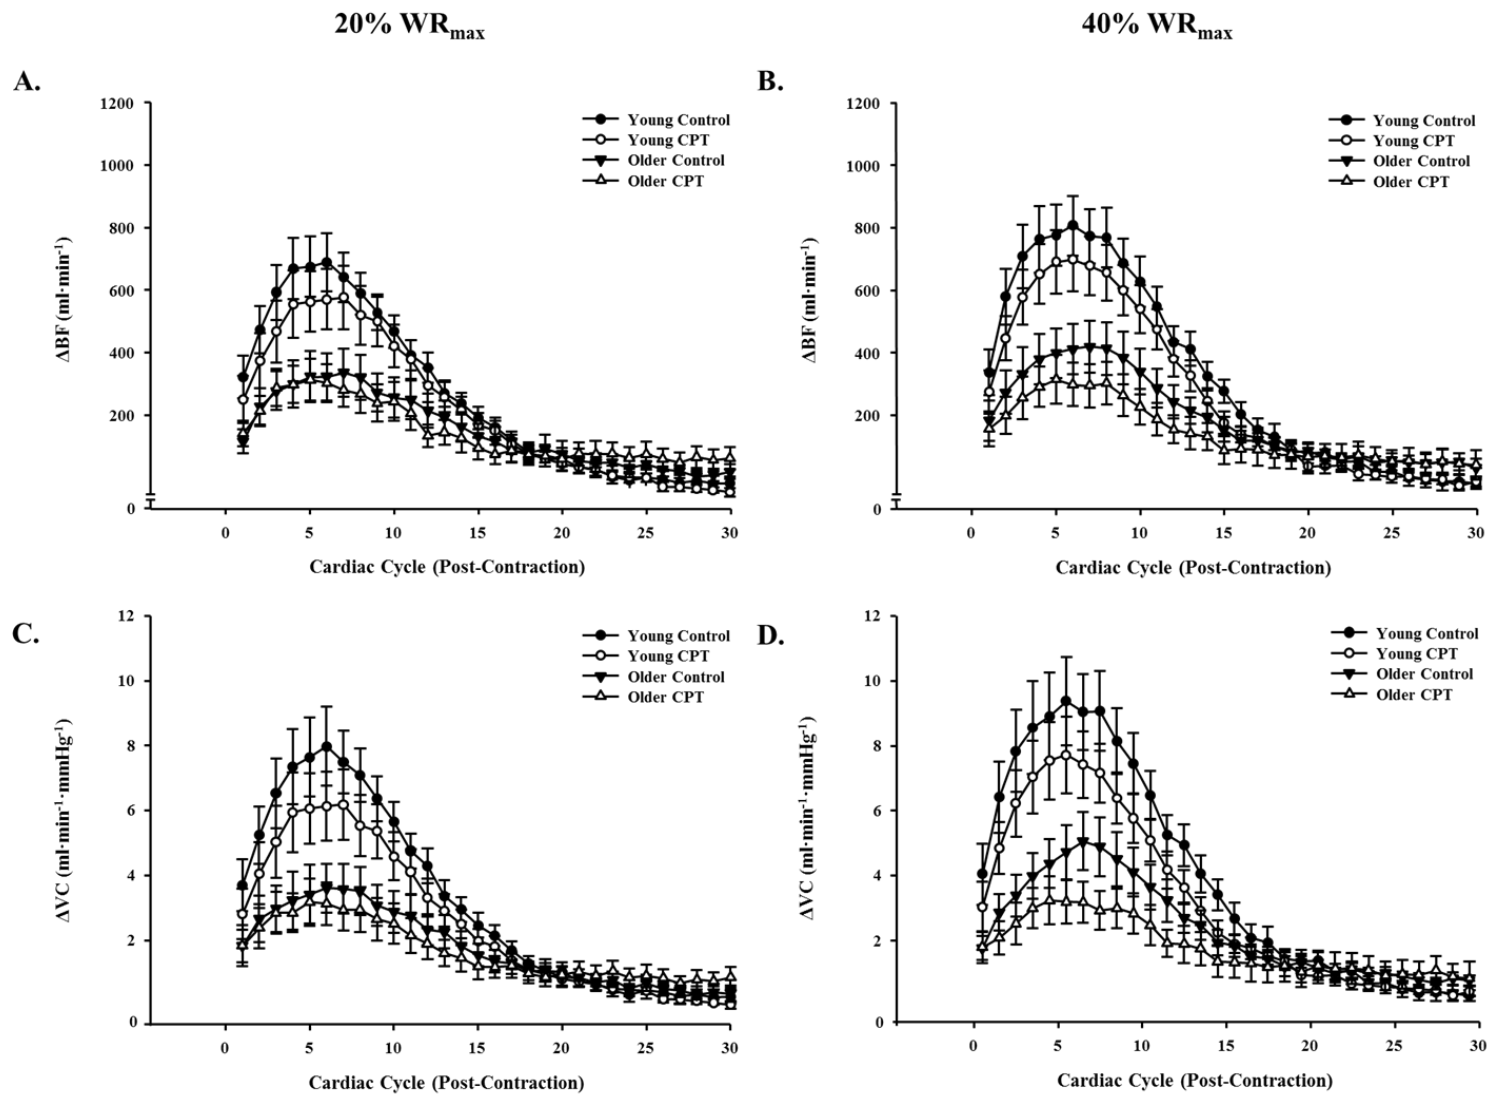 20% WRmax
40% WRmax
A.
1200
1000
800
600
400
200
0
ΔBF (ml·min-1)
Young Control
Young CPT
Older Control
Older CPT
0 5 10 15 20 25 30
Cardiac Cycle (Post-Contraction)
B.
1200
1000
800
600
400
200
0
ΔBF (ml·min-1)
Young Control
Young CPT
Older Control
Older CPT
0 5 10 15 20 25 30
Cardiac Cycle (Post-Contraction)
C.
12
10
8
6
4
2
0
ΔVC (ml·min-1·mmHg-1)
Young Control
Young CPT
Older Control
Older CPT
0 5 10 15 20 25 30
Cardiac Cycle (Post-Contraction)
D.
12
10
8
6
4
2
0
ΔVC (ml·min-1·mmHg-1)
Young Control
Young CPT
Older Control
Older CPT
0 5 10 15 20 25 30
Cardiac Cycle (Post-Contraction)